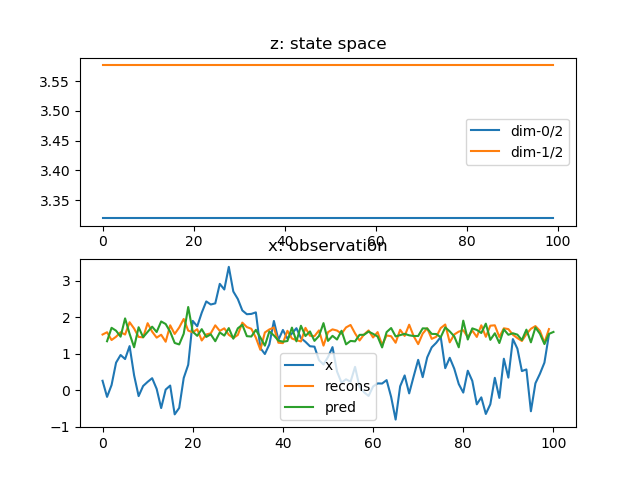 z: state space
3.55
3.50
3.45
3.40
3.35
dim-0/2
dim-1/2
0 20 40 60 80 100
x: observation
3
2
1
0
−1
x
recons
pred
0 20 40 60 80 100